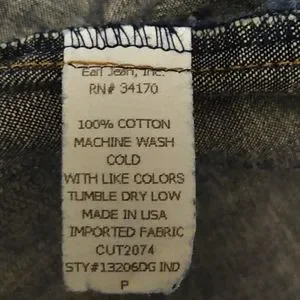 Earl Jean, Inc.
RN# 34170
100% COTTON
MACHINE WASH
COLD
WITH LIKE COLORS
TUMBLE DRY LOW
MADE IN USA
IMPORTED FABRIC
CUT2074
STY#13206DG IND
P